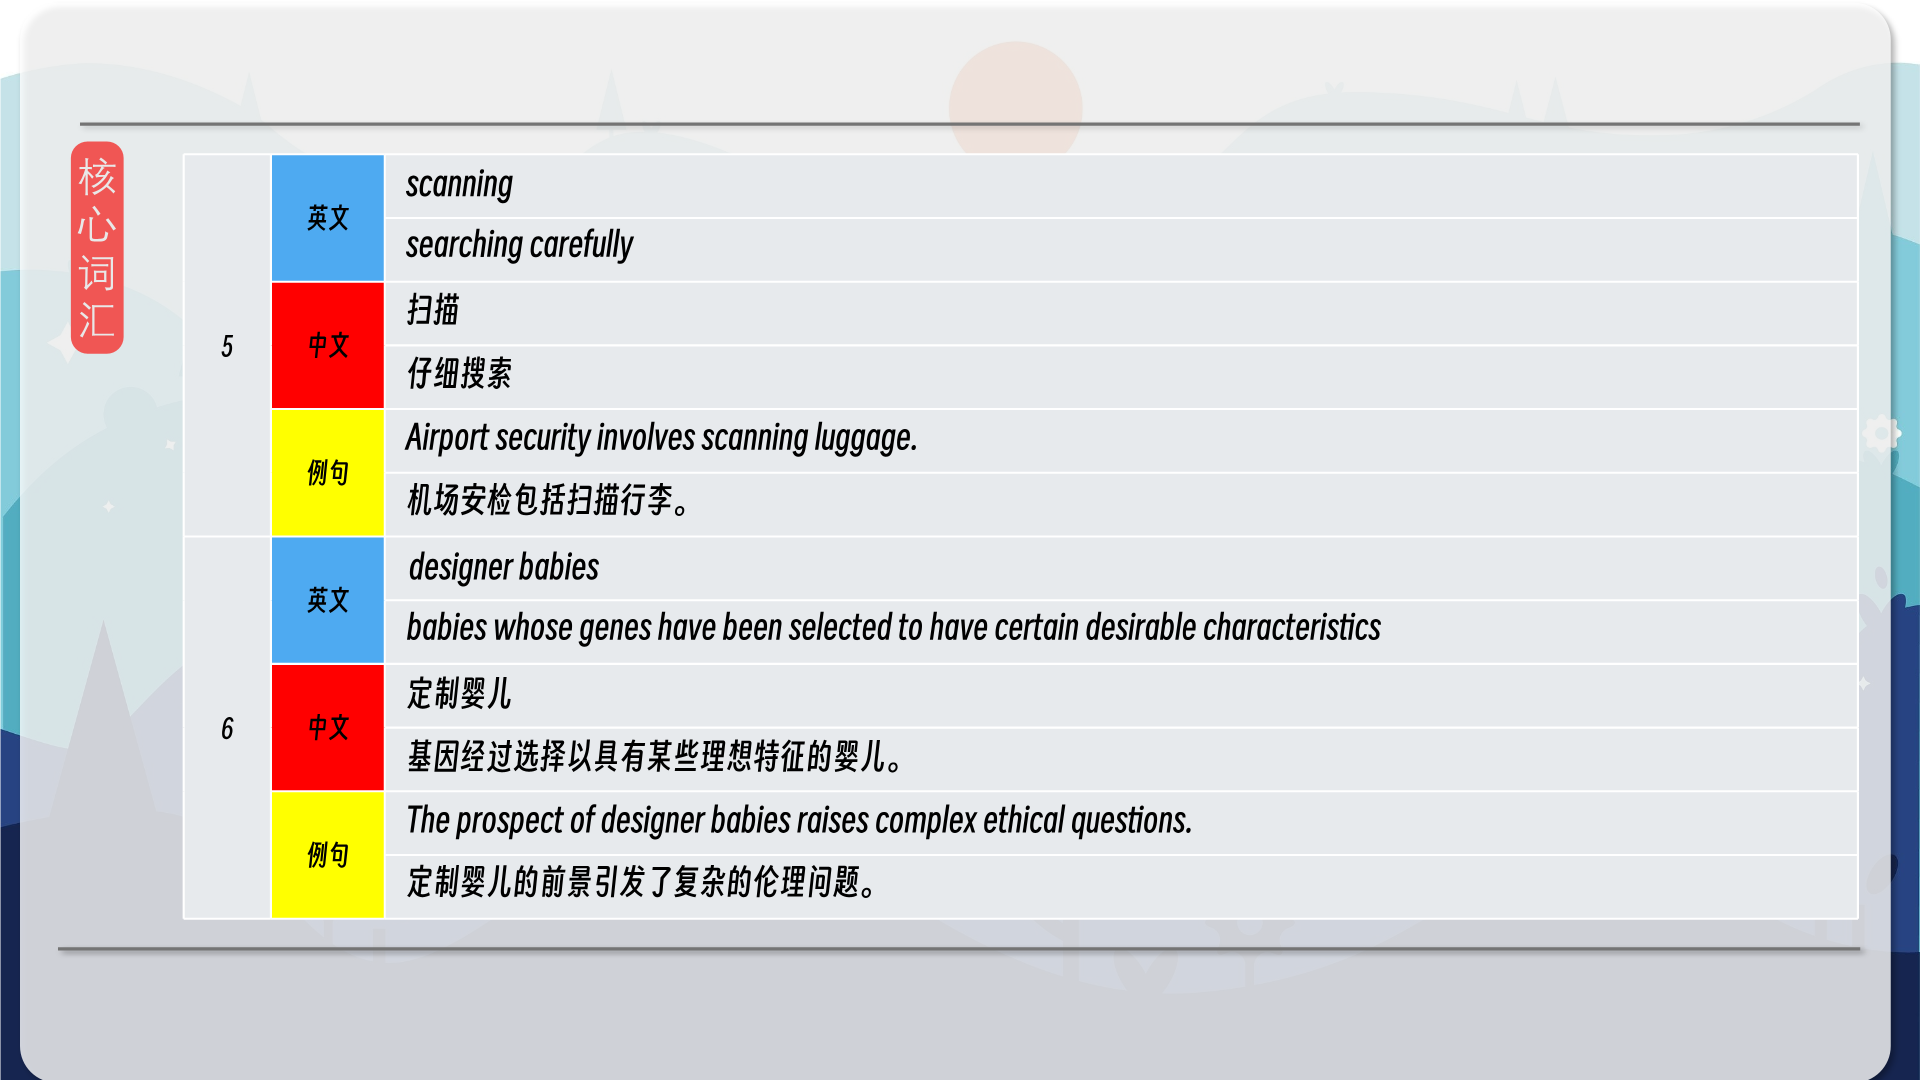 核
心
词
汇
5
英文
scanning
searching carefully
中文
扫描
仔细搜索
例句
Airport security involves scanning luggage.
机场安检包括扫描行李。
6
英文
designer babies
babies whose genes have been selected to have certain desirable characteristics
中文
定制婴儿
基因经过选择以具有某些理想特征的婴儿。
例句
The prospect of designer babies raises complex ethical questions.
定制婴儿的前景引发了复杂的伦理问题。